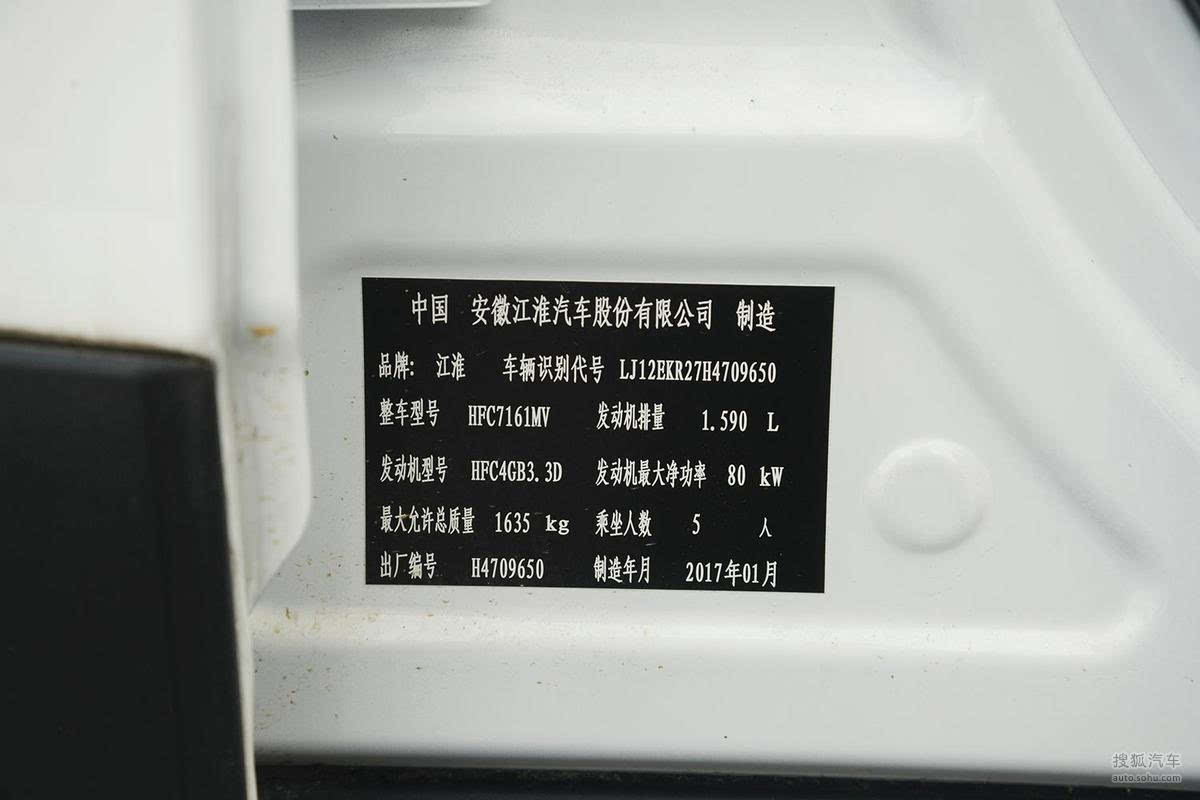 中国 安徽江淮汽车股份有限公司 制造
品牌: 江淮 车辆识别代号 LJ12EKR27H4709650
整车型号 HFC7161MV 发动机排量 1.590 L
发动机型号 HFC4GB3.3D 发动机最大净功率 80 kW
最大允许总质量 1635 kg 乘坐人数 5 人
出厂编号 H4709650 制造年月 2017年01月
搜狐汽车
auto.sohu.com